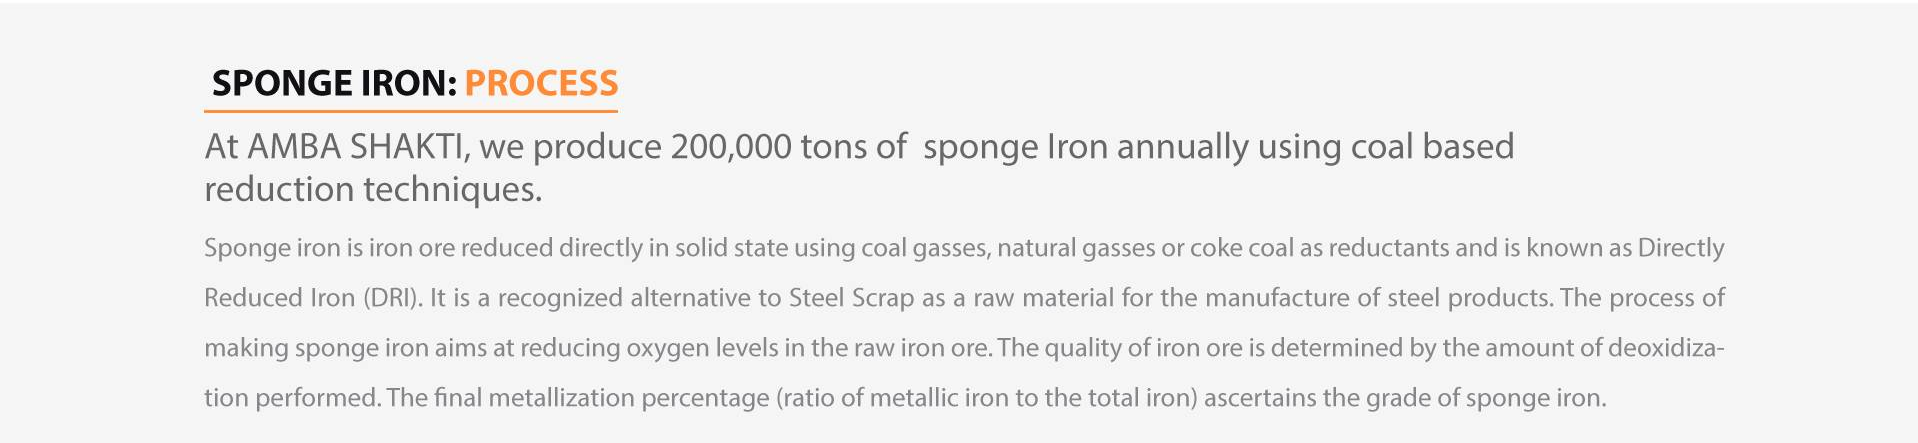 SPONGE IRON: PROCESS
At AMBA SHAKTI, we produce 200,000 tons of sponge Iron annually using coal based
reduction techniques.
Sponge iron is iron ore reduced directly in solid state using coal gasses, natural gasses or coke coal as reductants and is known as Directly
Reduced Iron (DRI). It is a recognized alternative to Steel Scrap as a raw material for the manufacture of steel products. The process of
making sponge iron aims at reducing oxygen levels in the raw iron ore. The quality of iron ore is determined by the amount of deoxidiza-
tion performed. The final metallization percentage (ratio of metallic iron to the total iron) ascertains the grade of sponge iron.